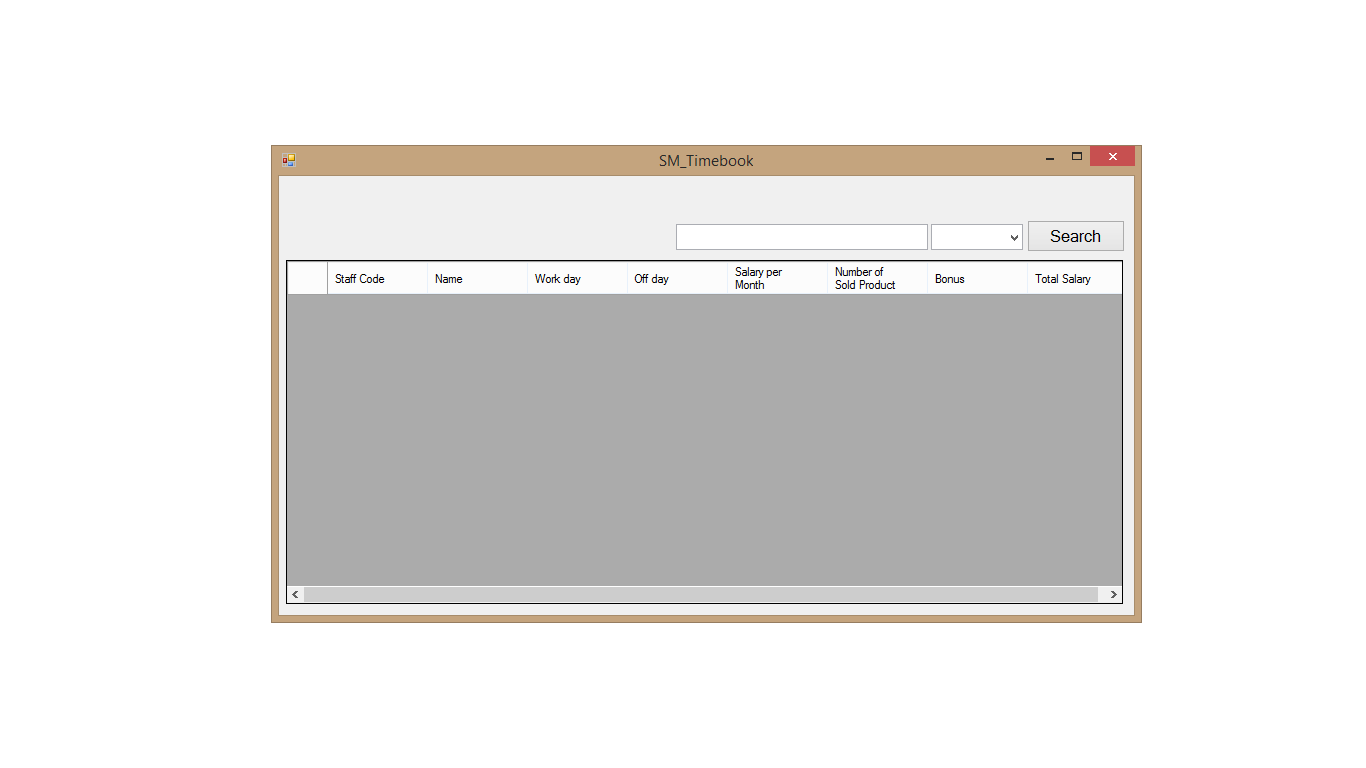 SM_Timebook
Search
Staff Code
Name
Work day
Off day
Salary per
Month
Number of
Sold Product
Bonus
Total Salary